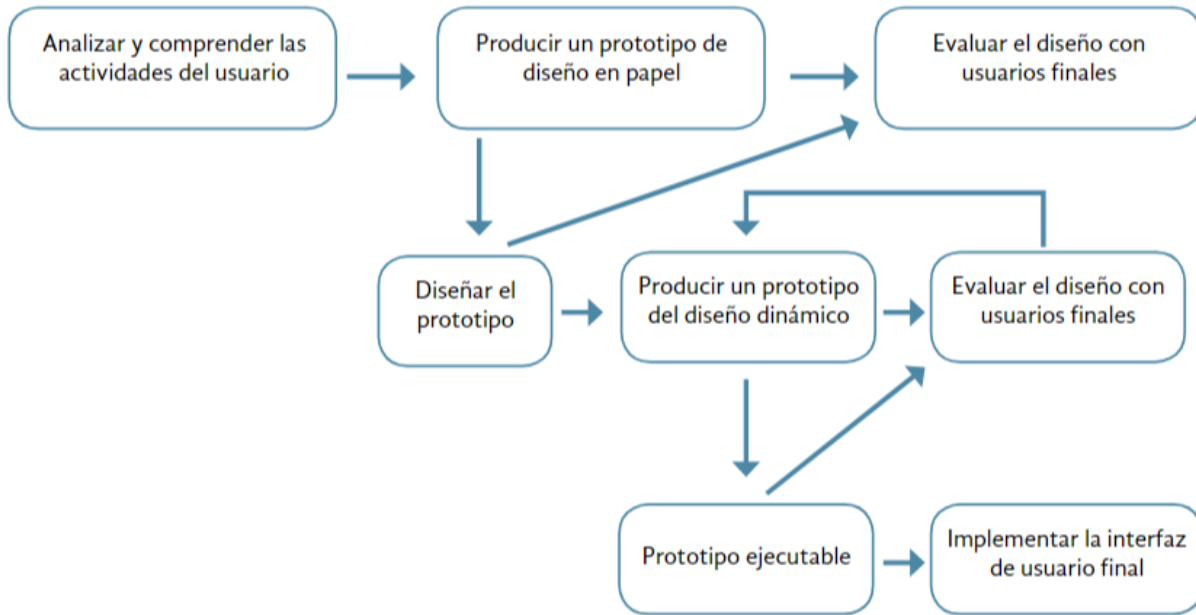 Analizar y comprender las
actividades del usuario
Producir un prototipo de
diseño en papel
Evaluar el diseño con
usuarios finales
Diseñar el
prototipo
Producir un prototipo
del diseño dinámico
Evaluar el diseño con
usuarios finales
Prototipo ejecutable
Implementar la interfaz
de usuario final